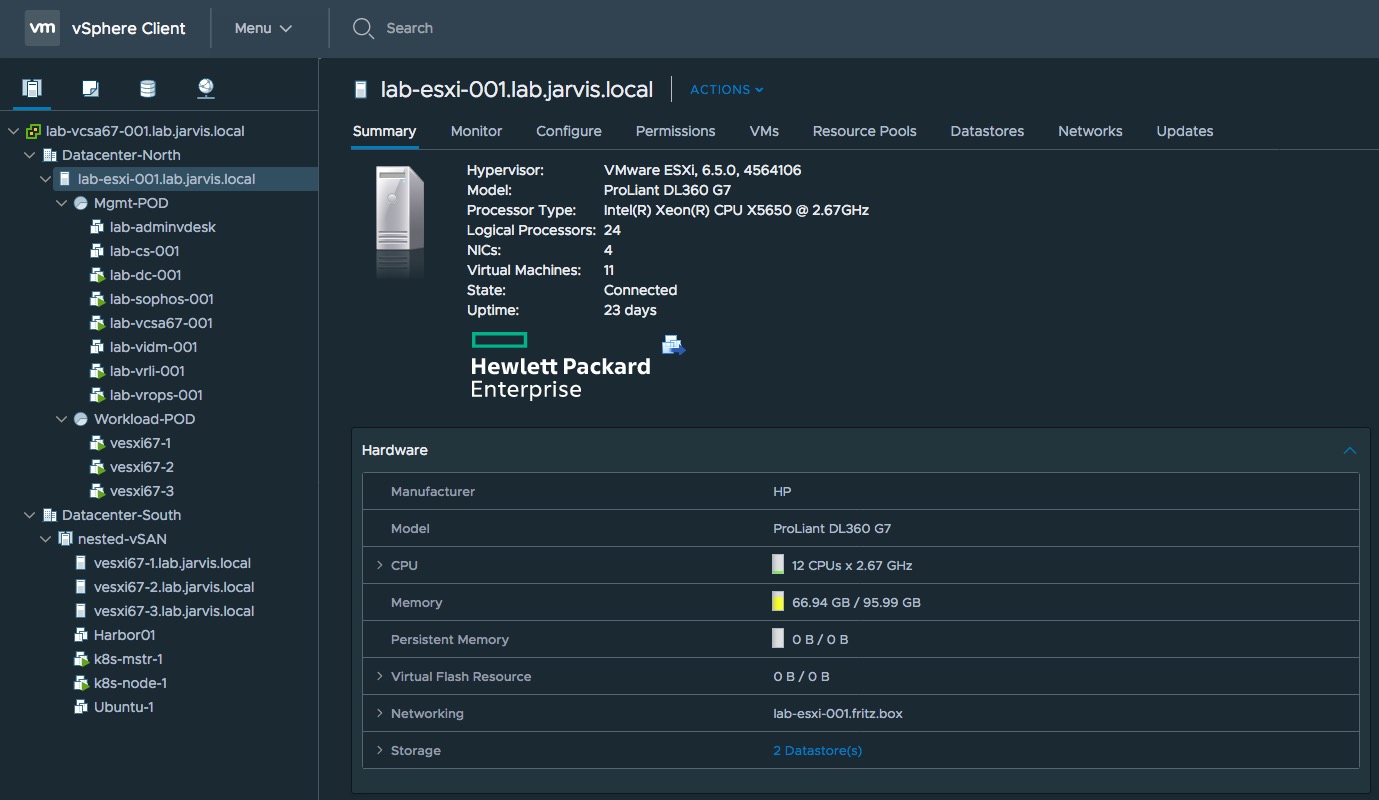 vm vSphere Client Menu Search
lab-vcsa67-001.lab.jarvis.local
Datacenter-North
lab-esxi-001.lab.jarvis.local
Mgmt-POD
lab-adminvdesk
lab-cs-001
lab-dc-001
lab-sophos-001
lab-vcsa67-001
lab-vidm-001
lab-vrli-001
lab-vrops-001
Workload-POD
vesxi67-1
vesxi67-2
vesxi67-3
Datacenter-South
nested-vSAN
vesxi67-1.lab.jarvis.local
vesxi67-2.lab.jarvis.local
vesxi67-3.lab.jarvis.local
Harbor01
k8s-mstr-1
k8s-node-1
Ubuntu-1
lab-esxi-001.lab.jarvis.local ACTIONS
Summary Monitor Configure Permissions VMs Resource Pools Datastores Networks Updates
Hypervisor: VMware ESXi, 6.5.0, 4564106
Model: ProLiant DL360 G7
Processor Type: Intel(R) Xeon(R) CPU X5650 @ 2.67GHz
Logical Processors: 24
NICs: 4
Virtual Machines: 11
State: Connected
Uptime: 23 days
Hewlett Packard
Enterprise
Hardware
Manufacturer HP
Model ProLiant DL360 G7
CPU 12 CPUs x 2.67 GHz
Memory 66.94 GB / 95.99 GB
Persistent Memory 0 B / 0 B
Virtual Flash Resource 0 B / 0 B
Networking lab-esxi-001.fritz.box
Storage 2 Datastore(s)